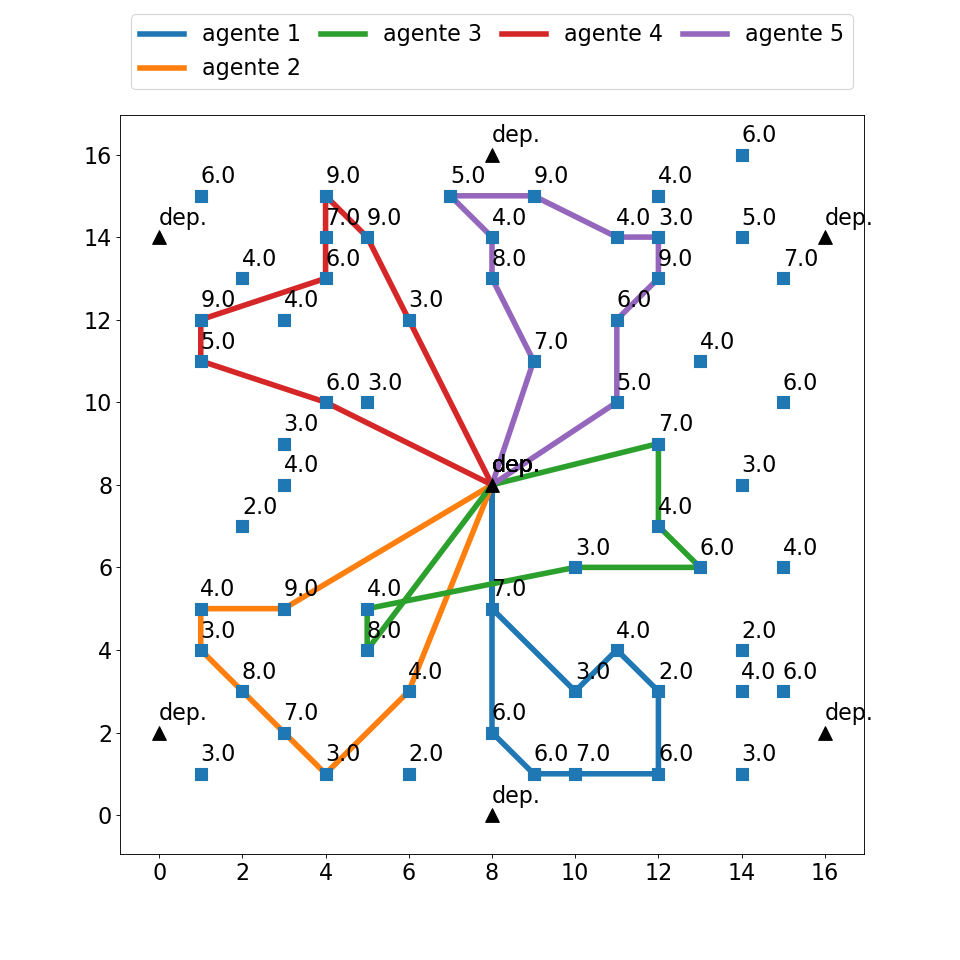 agente 1 agente 3 agente 4 agente 5
agente 2
6.0
dep.
6.0 9.0 5.0 9.0 4.0
dep. 7.0 9.0 4.0 4.0 3.0 5.0 dep.
4.0 6.0 8.0 9.0 7.0
9.0 4.0 3.0 6.0
5.0 7.0 4.0
6.0 3.0 5.0 6.0
3.0 7.0
4.0 dep. dep. 3.0
2.0 4.0
3.0 6.0 4.0
4.0 9.0 4.0 7.0
3.0 8.0 4.0 2.0
8.0 4.0 3.0 2.0 4.0 6.0
dep. 7.0 6.0 dep.
3.0 3.0 2.0 6.0 7.0 6.0 3.0
dep.
16
14
12
10
8
6
4
2
0
0 2 4 6 8 10 12 14 16